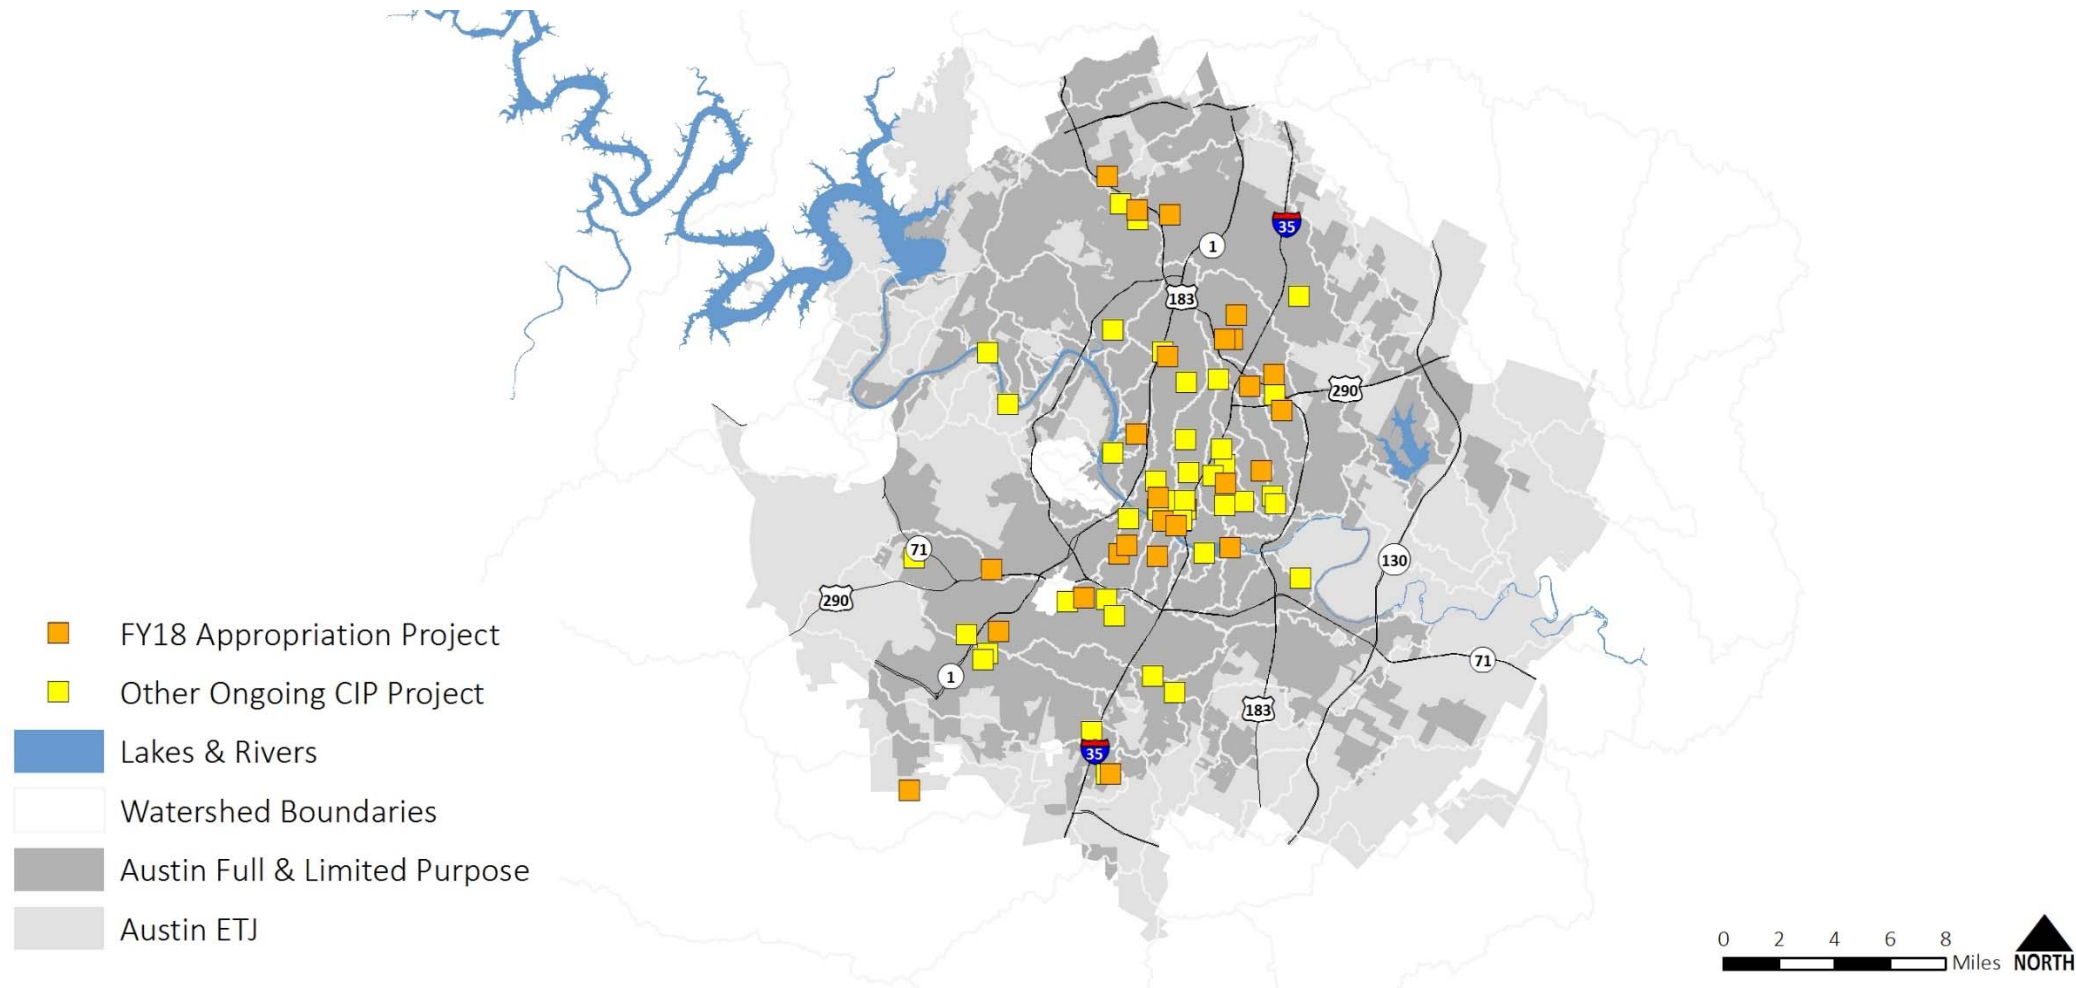 35
1
183
290
71
290
130
1
71
183
35
FY18 Appropriation Project
Other Ongoing CIP Project
Lakes & Rivers
Watershed Boundaries
Austin Full & Limited Purpose
Austin ETJ
0 2 4 6 8
Miles
NORTH